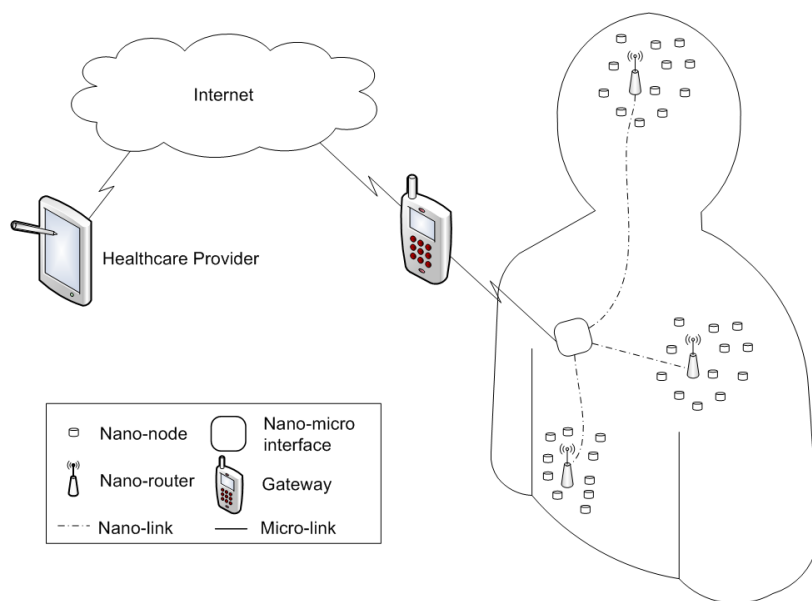 Internet
Healthcare Provider
Nano-node
Nano-micro
interface
Nano-router
Gateway
Nano-link
Micro-link